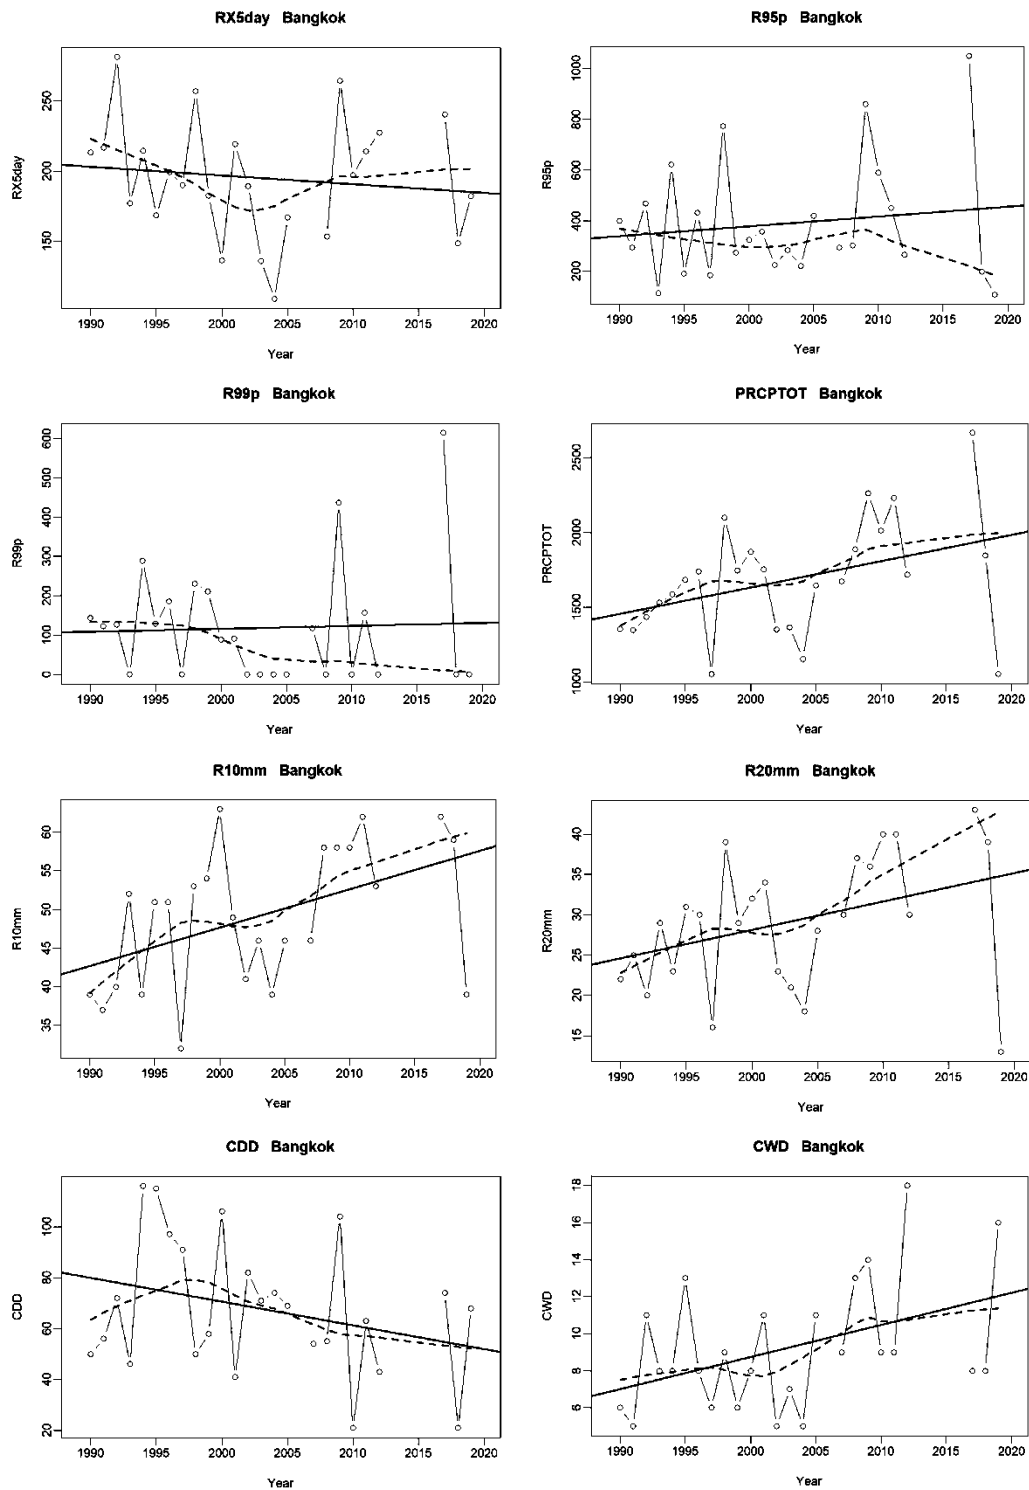 RX5day Bangkok
RX5day
250
200
150
1990 1995 2000 2005 2010 2015 2020
Year
R95p Bangkok
R95p
1000
800
600
400
200
1990 1995 2000 2005 2010 2015 2020
Year
R99p Bangkok
R99p
600
500
400
300
200
100
0
1990 1995 2000 2005 2010 2015 2020
Year
PRCPTOT Bangkok
PRCPTOT
2500
2000
1500
1000
1990 1995 2000 2005 2010 2015 2020
Year
R10mm Bangkok
R10mm
60
55
50
45
40
35
1990 1995 2000 2005 2010 2015 2020
Year
R20mm Bangkok
R20mm
40
35
30
25
20
15
1990 1995 2000 2005 2010 2015 2020
Year
CDD Bangkok
CDD
100
80
60
40
20
1990 1995 2000 2005 2010 2015 2020
Year
CWD Bangkok
CWD
18
16
14
12
10
8
6
1990 1995 2000 2005 2010 2015 2020
Year